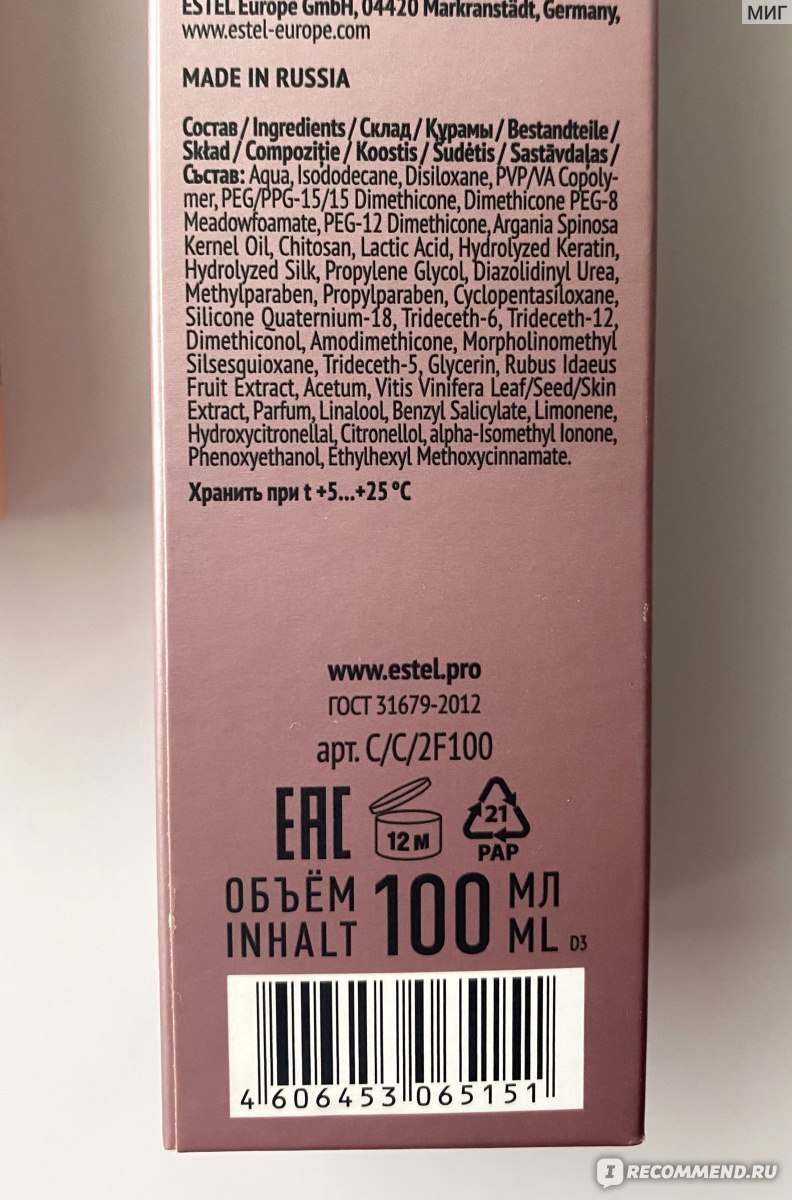 МИГ
ESTEL Europe GmbH, 04420 Markranstädt, Germany,
www.estel-europe.com
MADE IN RUSSIA
Состав / Ingredients / Склад / Құрамы / Bestandteile /
Skład / Compoziție / Koostis / Sudėtis / Sastāvdaļas /
Състав: Aqua, Isododecane, Disiloxane, PVP/VA Copoly-
mer, PEG/PPG-15/15 Dimethicone, Dimethicone PEG-8
Meadowfoamate, PEG-12 Dimethicone, Argania Spinosa
Kernel Oil, Chitosan, Lactic Acid, Hydrolyzed Keratin,
Hydrolyzed Silk, Propylene Glycol, Diazolidinyl Urea,
Methylparaben, Propylparaben, Cyclopentasiloxane,
Silicone Quaternium-18, Trideceth-6, Trideceth-12,
Dimethiconol, Amodimethicone, Morpholinomethyl
Silsesquioxane, Trideceth-5, Glycerin, Rubus Idaeus
Fruit Extract, Acetum, Vitis Vinifera Leaf/Seed/Skin
Extract, Parfum, Linalool, Benzyl Salicylate, Limonene,
Hydroxycitronellal, Citronellol, alpha-Isomethyl Ionone,
Phenoxyethanol, Ethylhexyl Methoxycinnamate.
Хранить при t +5...+25 °C
www.estel.pro
ГОСТ 31679-2012
арт. C/C/2F100
EAC 12 M 21
PAP
ОБЪЁМ 100 МЛ
INHALT ML D3
4 606453 065151
IRECOMMEND.RU